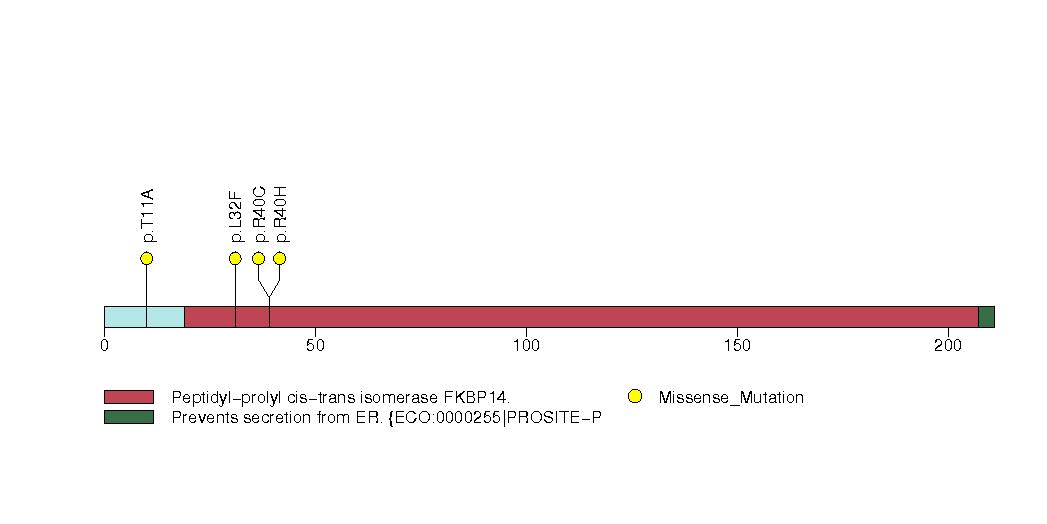 p.T11A
p.L32F
p.R40C
p.R40H
0 50 100 150 200
Peptidyl−prolyl cis−trans isomerase FKBP14. Missense_Mutation
Prevents secretion from ER. {ECO:0000255|PROSITE−P